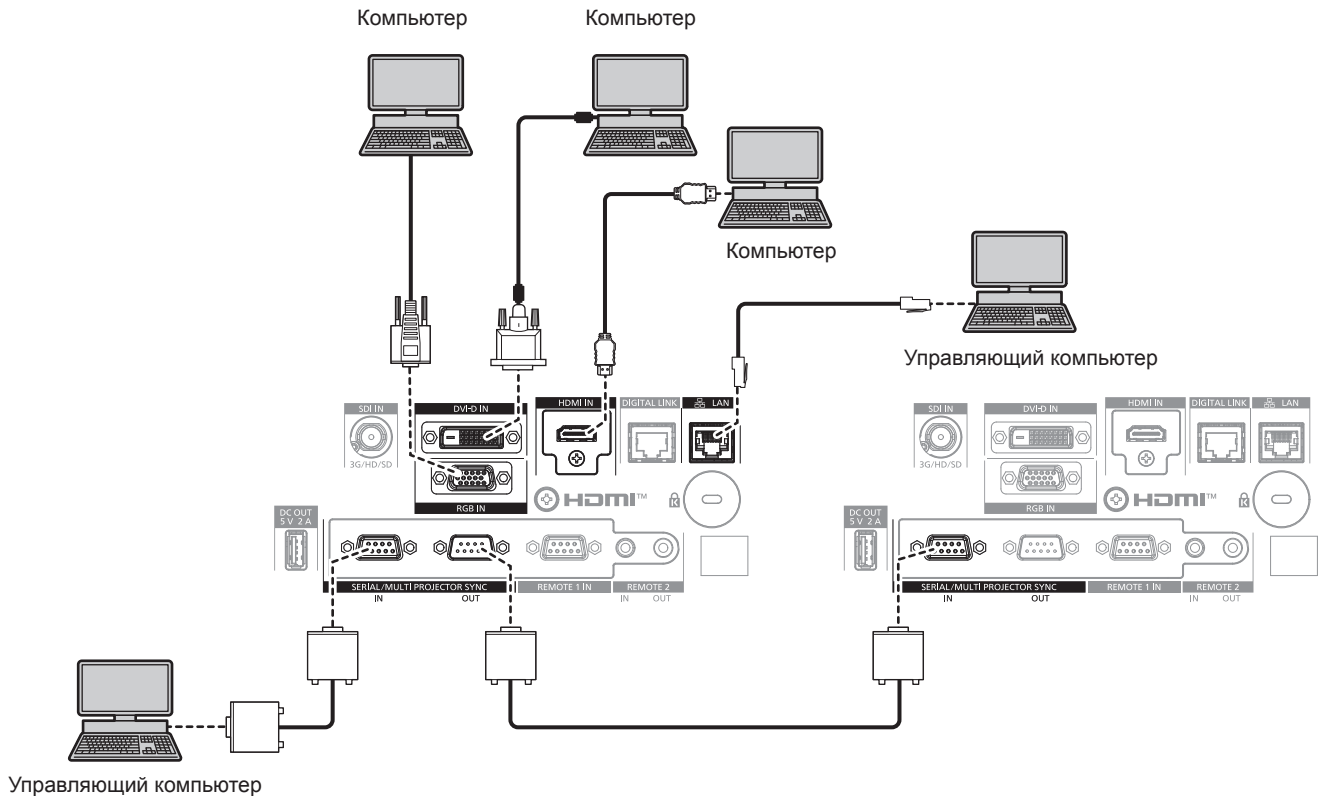 Компьютер
Компьютер
Компьютер
Управляющий компьютер
SDI IN
3G/HD/SD
DVI-D IN
RGB IN
HDMI IN
HDMI™
DIGITAL LINK
LAN
K
DC OUT
5 V 2 A
SERIAL/MULTI PROJECTOR SYNC
IN
OUT
REMOTE 1 IN
REMOTE 2
IN
OUT
SDI IN
3G/HD/SD
DVI-D IN
RGB IN
HDMI IN
HDMI™
DIGITAL LINK
LAN
K
DC OUT
5 V 2 A
SERIAL/MULTI PROJECTOR SYNC
IN
OUT
REMOTE 1 IN
REMOTE 2
IN
OUT
Управляющий компьютер